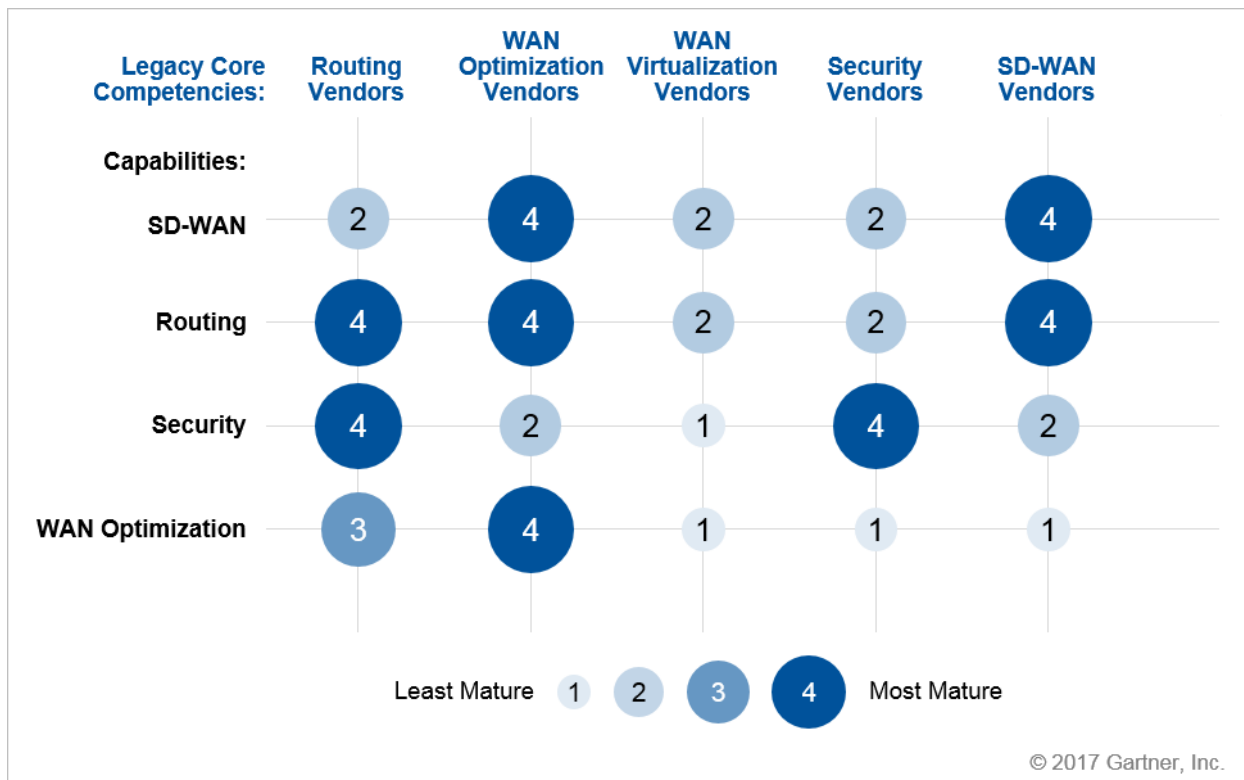 Legacy Core Competencies:
Routing Vendors
WAN Optimization Vendors
WAN Virtualization Vendors
Security Vendors
SD-WAN Vendors
Capabilities:
SD-WAN 2 4 2 2 4
Routing 4 4 2 2 4
Security 4 2 1 4 2
WAN Optimization 3 4 1 1 1
Least Mature 1 2 3 4 Most Mature
© 2017 Gartner, Inc.